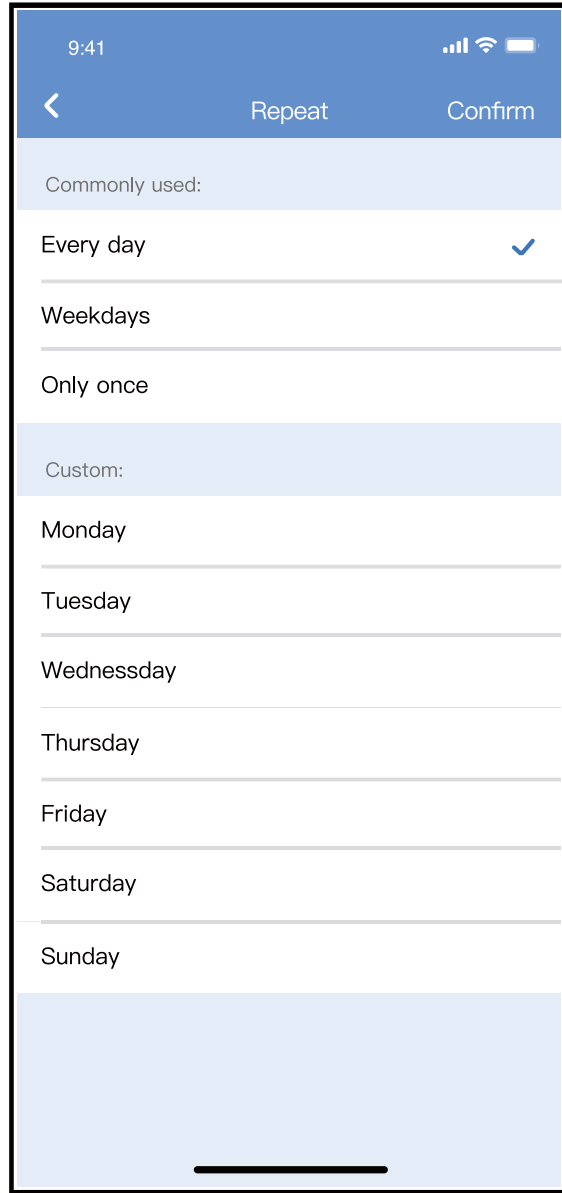 9:41
Repeat Confirm
Commonly used:
Every day
Weekdays
Only once
Custom:
Monday
Tuesday
Wednessday
Thursday
Friday
Saturday
Sunday